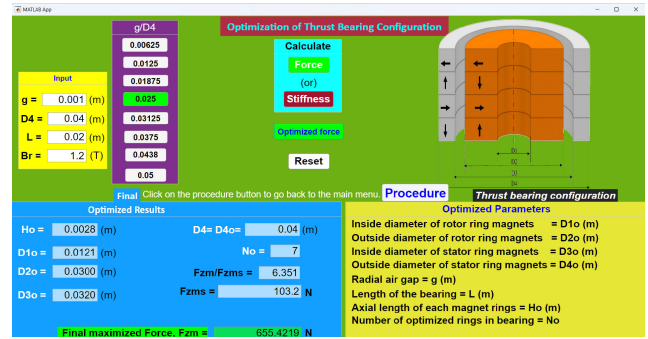 MATLAB App
g/D4
0.00625
0.0125
0.01875
0.025
0.03125
0.0375
0.0438
0.05
Input
g = 0.001 (m)
D4 = 0.04 (m)
L = 0.02 (m)
Br = 1.2 (T)
Optimization of Thrust Bearing Configuration
Calculate
Force
(or)
Stiffness
Optimized force
Reset
Final Click on the procedure button to go back to the main menu. Procedure
Thrust bearing configuration
Optimized Results
Ho = 0.0028 (m)
D4= D4o= 0.04 (m)
D1o = 0.0121 (m)
No = 7
D2o = 0.0300 (m)
Fzm/Fzms = 6.351
D3o = 0.0320 (m)
Fzms = 103.2 N
Final maximized Force, Fzm = 655.4219 N
Optimized Parameters
Inside diameter of rotor ring magnets = D1o (m)
Outside diameter of rotor ring magnets = D2o (m)
Inside diameter of stator ring magnets = D3o (m)
Outside diameter of stator ring magnets = D4o (m)
Radial air gap = g (m)
Length of the bearing = L (m)
Axial length of each magnet rings = Ho (m)
Number of optimized rings in bearing = No